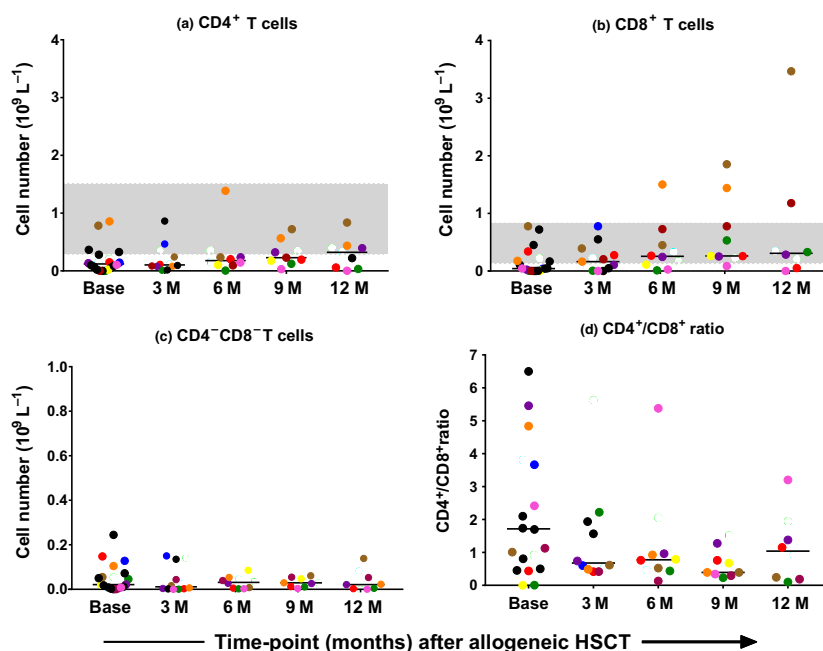 (a) CD4⁺ T cells
Cell number (10⁹ L⁻¹)
4
3
2
1
0
Base 3 M 6 M 9 M 12 M
(b) CD8⁺ T cells
Cell number (10⁹ L⁻¹)
4
3
2
1
0
Base 3 M 6 M 9 M 12 M
(c) CD4⁻CD8⁻T cells
Cell number (10⁹ L⁻¹)
1.0
0.8
0.6
0.4
0.2
0.0
Base 3 M 6 M 9 M 12 M
(d) CD4⁺/CD8⁺ ratio
CD4⁺/CD8⁺ratio
7
6
5
4
3
2
1
0
Base 3 M 6 M 9 M 12 M
Time-point (months) after allogeneic HSCT